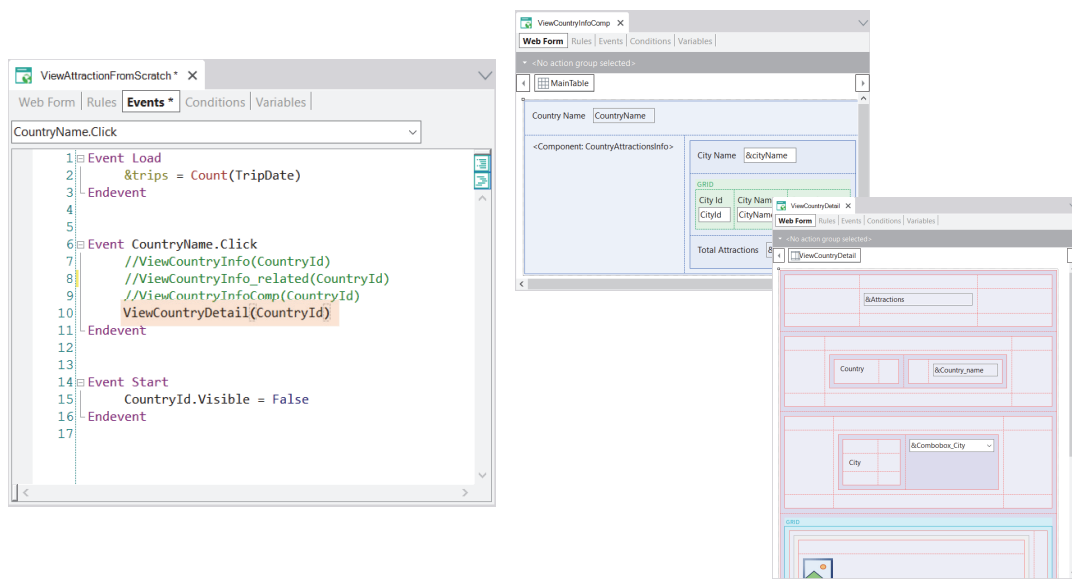 ViewAttractionFromScratch *
Web Form Rules Events * Conditions Variables
CountryName.Click
1 Event Load
2 &trips = Count(TripDate)
3 Endevent
4
5
6 Event CountryName.Click
7 //ViewCountryInfo(CountryId)
8 //ViewCountryInfo_related(CountryId)
9 //ViewCountryInfoComp(CountryId)
10 ViewCountryDetail(CountryId)
11 Endevent
12
13
14 Event Start
15 CountryId.Visible = False
16 Endevent
17
ViewCountryInfoComp
Web Form Rules Events Conditions Variables
<No action group selected>
MainTable
Country Name CountryName
<Component: CountryAttractionsInfo>
City Name &cityName
GRID
City Id City Name
CityId CityName
Total Attractions
ViewCountryDetail
Web Form Rules Events Conditions Variables
<No action group selected>
ViewCountryDetail
&Attractions
Country &Country_name
City &Combobox_City
GRID